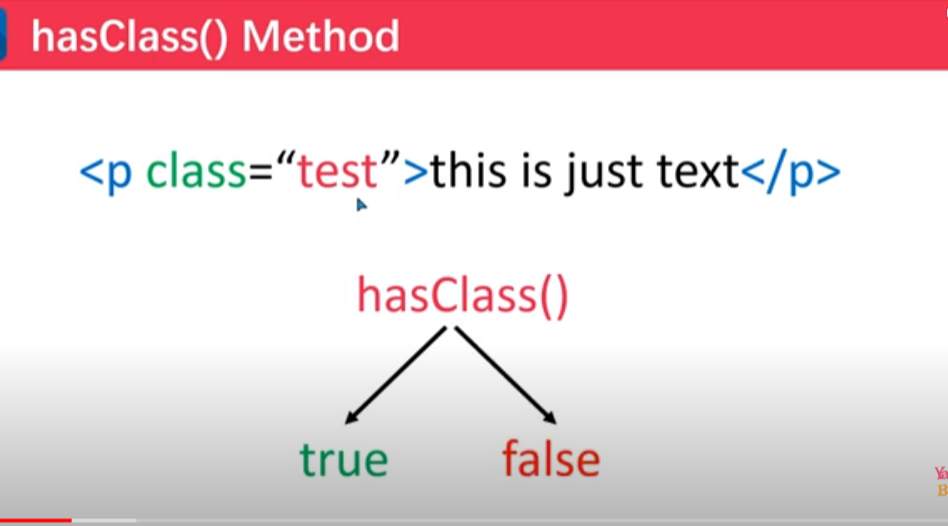 hasClass() Method
<p class=“test”>this is just text</p>
hasClass()
true
false